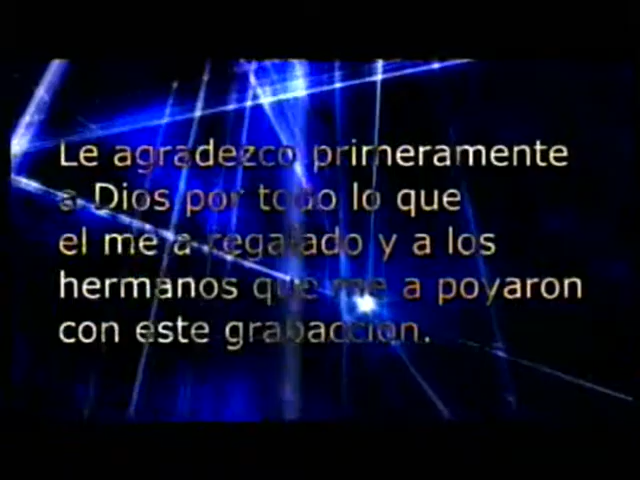 Le agradezco primeramente
a Dios por todo lo que
el me a regalado y a los
hermanos que me a poyaron
con este grabaccion.